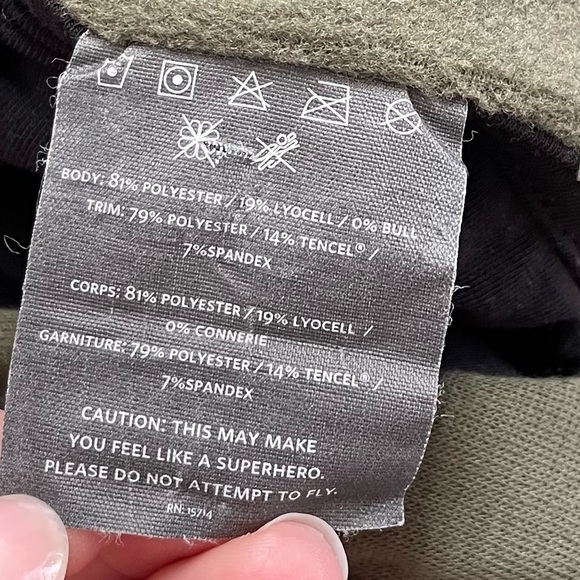 BODY: 81% POLYESTER / 19% LYOCELL / 0% BULL
TRIM: 79% POLYESTER / 14% TENCEL® /
7%SPANDEX
CORPS: 81% POLYESTER / 19% LYOCELL /
0% CONNERIE
GARNITURE: 79% POLYESTER / 14% TENCEL® /
7%SPANDEX
CAUTION: THIS MAY MAKE
YOU FEEL LIKE A SUPERHERO.
PLEASE DO NOT ATTEMPT TO FLY.
RN: 15714